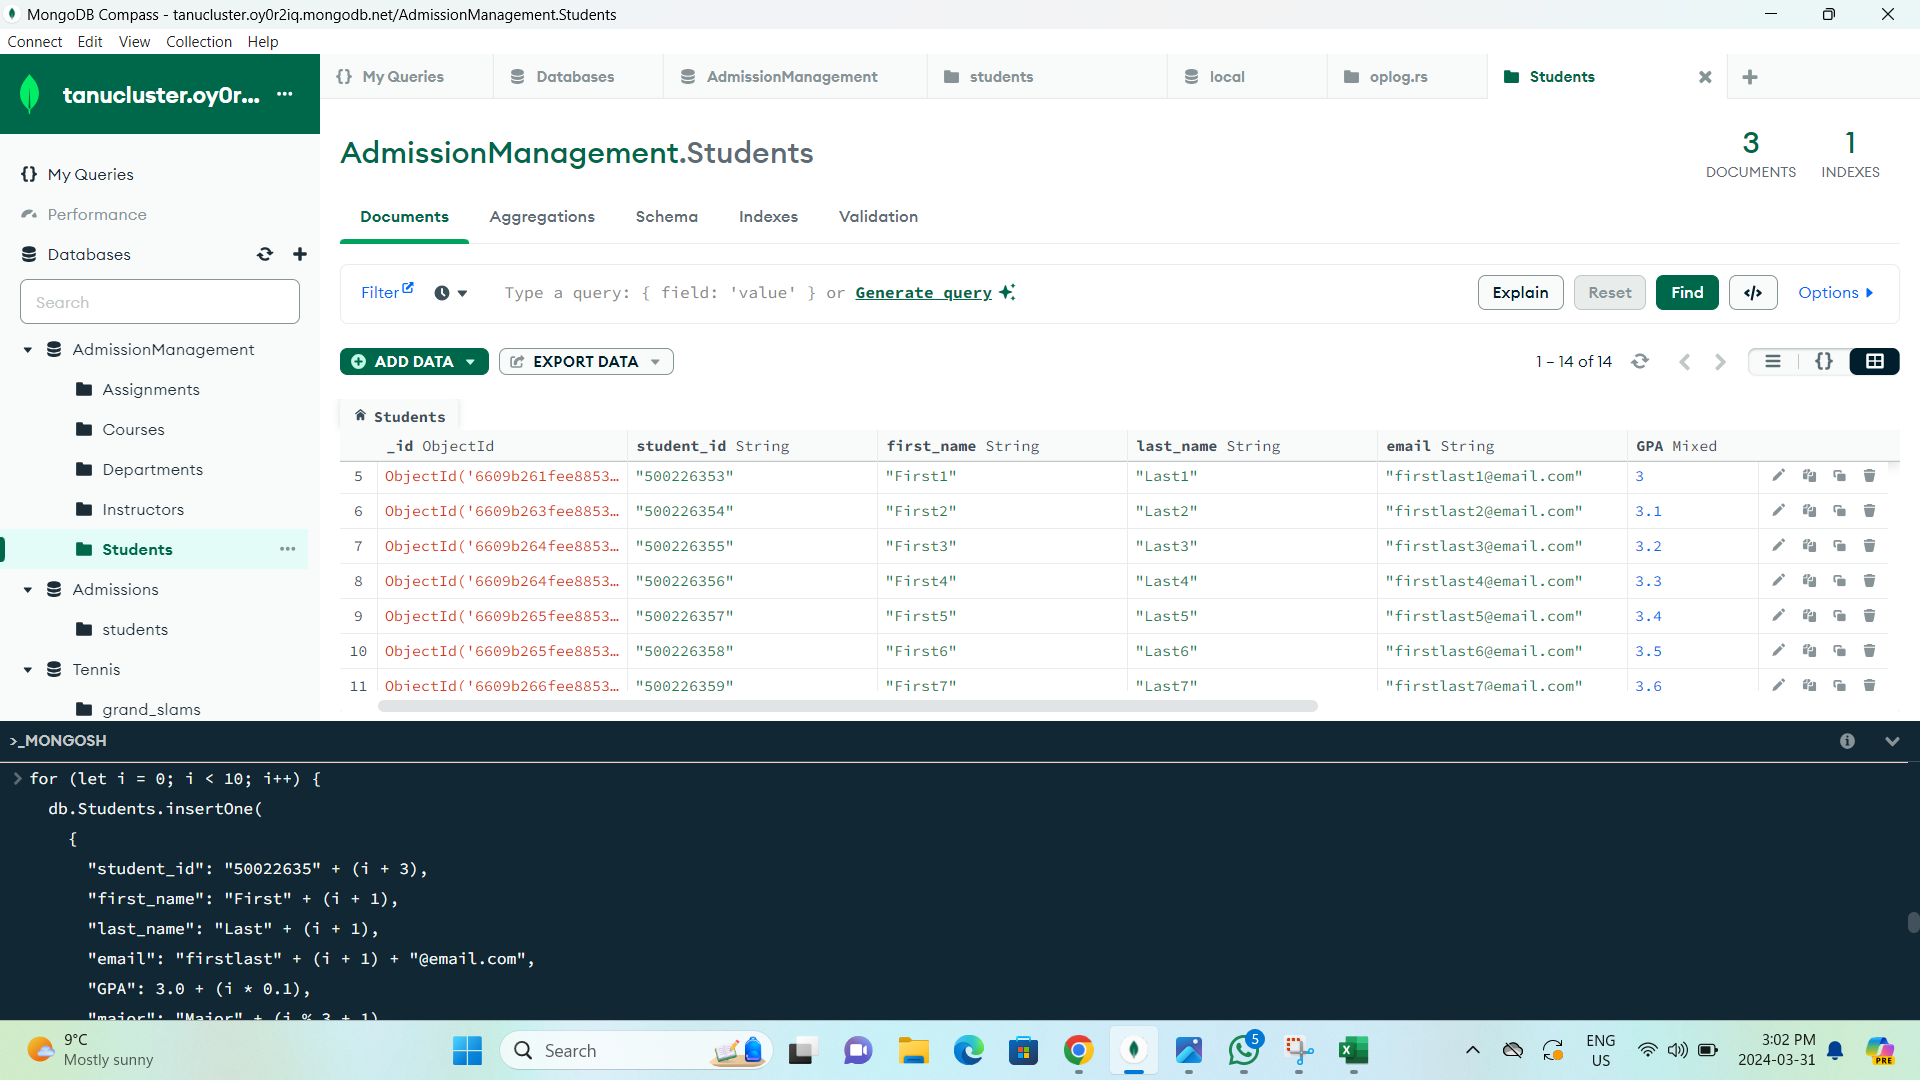 MongoDB Compass - tanucluster.oy0r2iq.mongodb.net/AdmissionManagement.Students
Connect Edit View Collection Help
tanucluster.oy0r... ...
{} My Queries
Databases
AdmissionManagement
students
local
oplog.rs
Students
AdmissionManagement.Students
3
DOCUMENTS
1
INDEXES
{} My Queries
Performance
Databases
Search
AdmissionManagement
Assignments
Courses
Departments
Instructors
Students ...
Admissions
students
Tennis
grand_slams
Documents Aggregations Schema Indexes Validation
Filter Type a query: { field: 'value' } or Generate query Explain Reset Find </> Options
ADD DATA EXPORT DATA 1 – 14 of 14 {}
Students
_id ObjectId student_id String first_name String last_name String email String GPA Mixed
5 ObjectId('6609b261fee8853… "500226353" "First1" "Last1" "firstlast1@email.com" 3
6 ObjectId('6609b263fee8853… "500226354" "First2" "Last2" "firstlast2@email.com" 3.1
7 ObjectId('6609b264fee8853… "500226355" "First3" "Last3" "firstlast3@email.com" 3.2
8 ObjectId('6609b264fee8853… "500226356" "First4" "Last4" "firstlast4@email.com" 3.3
9 ObjectId('6609b265fee8853… "500226357" "First5" "Last5" "firstlast5@email.com" 3.4
10 ObjectId('6609b265fee8853… "500226358" "First6" "Last6" "firstlast6@email.com" 3.5
11 ObjectId('6609b266fee8853… "500226359" "First7" "Last7" "firstlast7@email.com" 3.6
>_MONGOSH
> for (let i = 0; i < 10; i++) {
db.Students.insertOne(
{
"student_id": "50022635" + (i + 3),
"first_name": "First" + (i + 1),
"last_name": "Last" + (i + 1),
"email": "firstlast" + (i + 1) + "@email.com",
"GPA": 3.0 + (i * 0.1),
"major": "Major" + (i % 3 + 1)
9°C
Mostly sunny
Search
5
ENG
US
3:02 PM
2024-03-31
PRE